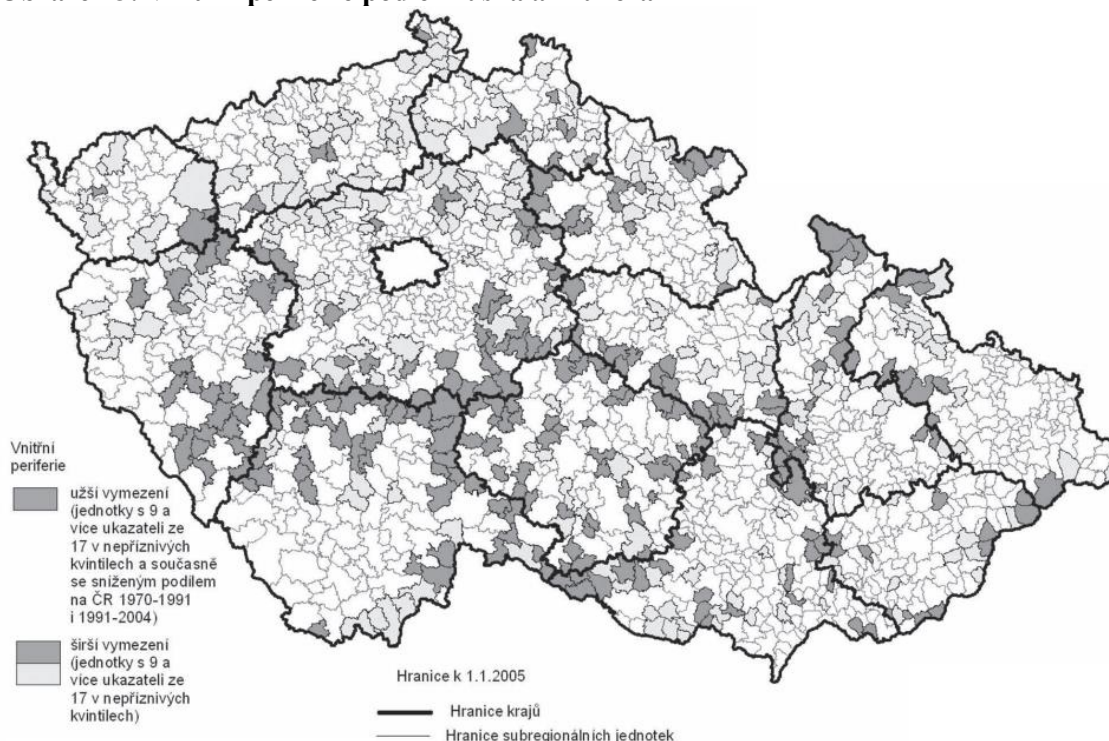 Vnitřní
periferie
užší vymezení
(jednotky s 9 a
více ukazateli ze
17 v nepříznivých
kvintilech a současně
se sníženým podílem
na ČR 1970-1991
i 1991-2004)
širší vymezení
(jednotky s 9 a
více ukazateli ze
17 v nepříznivých
kvintilech)
Hranice k 1.1.2005
Hranice krajů
Hranice subregionálních jednotek